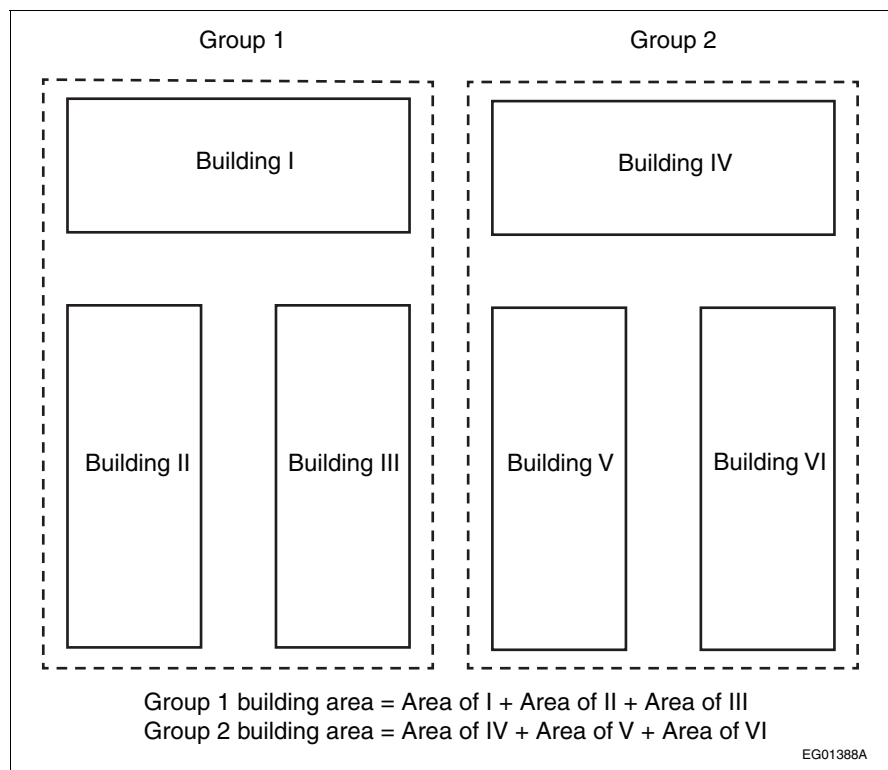 Group 1
Group 2
Building I
Building IV
Building II
Building III
Building V
Building VI
Group 1 building area = Area of I + Area of II + Area of III
Group 2 building area = Area of IV + Area of V + Area of VI
EG01388A